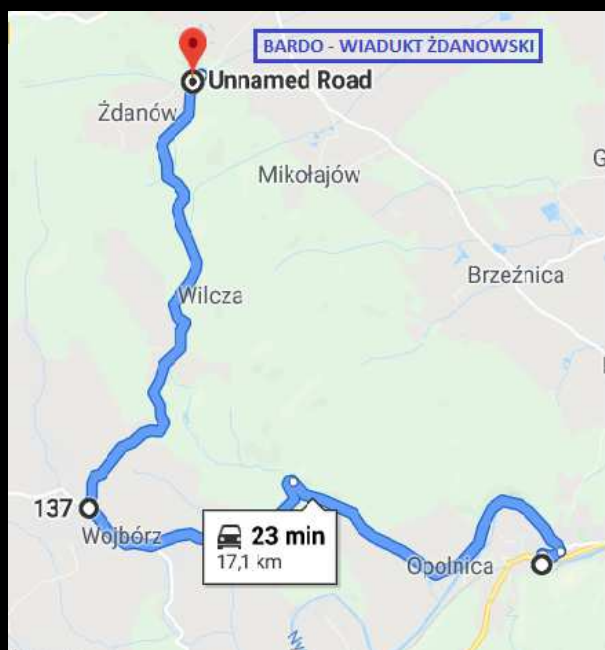 BARDO - WIADUKT ŻDANOWSKI
Unnamed Road
Żdanów
Mikołajów
G
Brzeźnica
Wilcza
137
Wojbórz
23 min
17,1 km
Opolnica